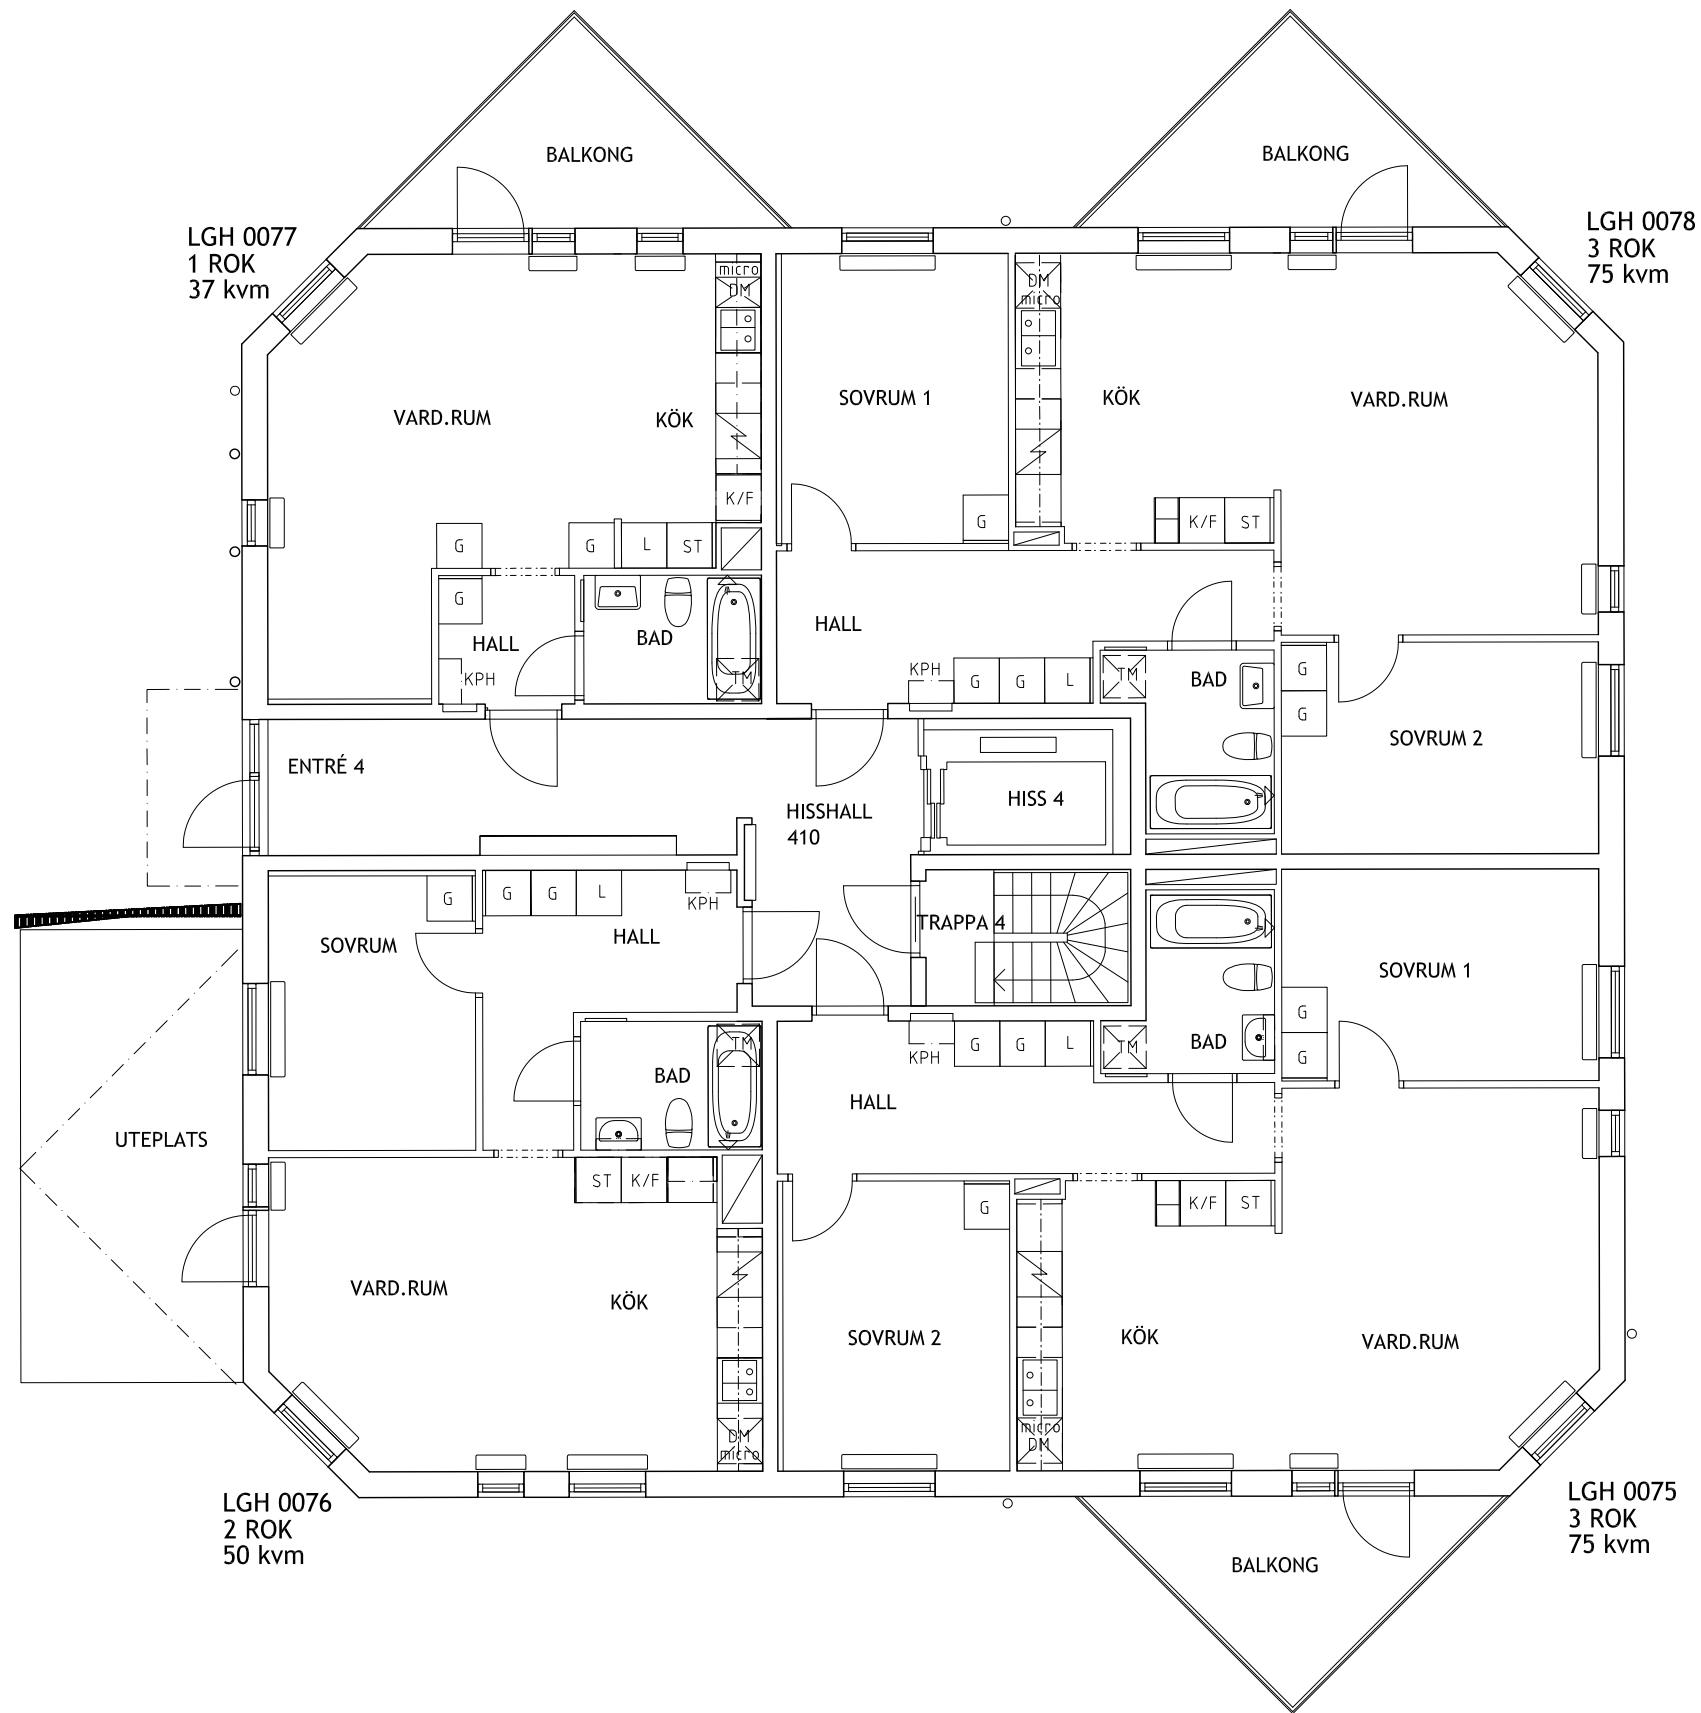 BALKONG
BALKONG
LGH 0077
1 ROK
37 kvm
LGH 0078
3 ROK
75 kvm
micro
DM
DM
micro
VARD.RUM
KÖK
SOVRUM 1
KÖK
VARD.RUM
K/F
G
G
L
ST
G
K/F
ST
G
HALL
KPH
BAD
TM
HALL
KPH
G
G
L
TM
BAD
G
G
SOVRUM 2
ENTRÉ 4
HISSHALL
410
HISS 4
G
G
G
L
KPH
SOVRUM
HALL
TRAPPA 4
SOVRUM 1
BAD
TM
G
G
TM
BAD
KPH
G
G
L
HALL
UTEPLATS
ST
K/F
G
K/F
ST
VARD.RUM
KÖK
SOVRUM 2
KÖK
VARD.RUM
DM
micro
micro
DM
LGH 0076
2 ROK
50 kvm
LGH 0075
3 ROK
75 kvm
BALKONG